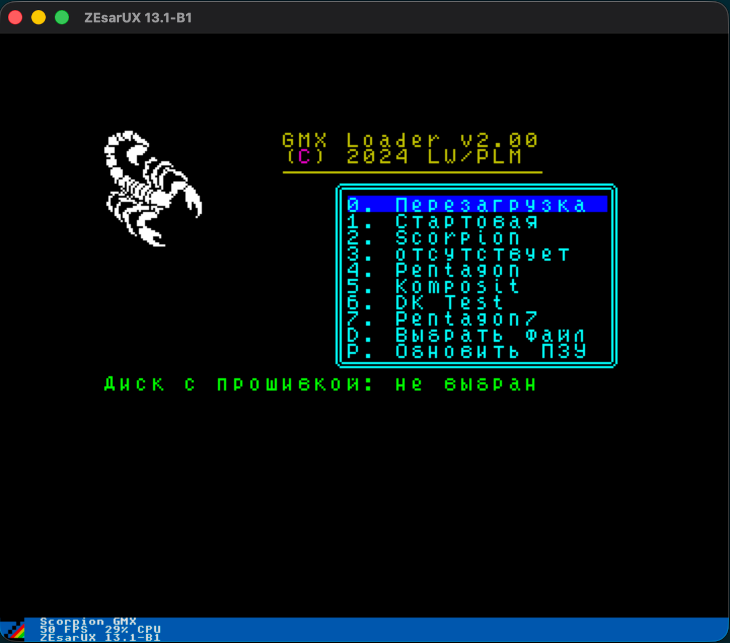 ZEsarUX 13.1-B1
GMX Loader v2.00
(C) 2024 LW/PLM
0. Перезагрузка
1. Стартовая
2. Scorpion
3. отсутствует
4. Pentagon
5. Komposit
6. DK Test
7. Pentagon7
D. Выбрать Файл
P. Обновить ПЗУ
Диск с прошивкой: не выбран
Scorpion GMX
50 FPS 29% CPU
ZEsarUX 13.1-B1